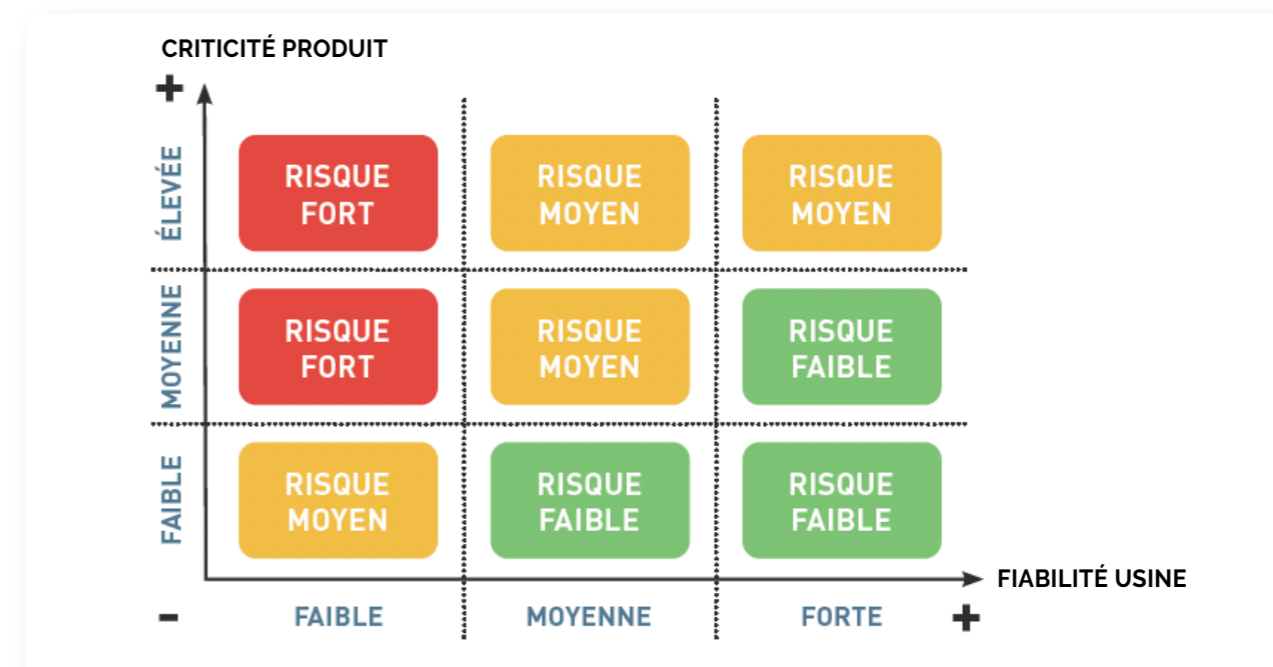 CRITICITÉ PRODUIT
+
ÉLEVÉE
RISQUE
FORT
RISQUE
MOYEN
RISQUE
MOYEN
MOYENNE
RISQUE
FORT
RISQUE
MOYEN
RISQUE
FAIBLE
FAIBLE
RISQUE
MOYEN
RISQUE
FAIBLE
RISQUE
FAIBLE
FIABILITÉ USINE
-
FAIBLE
MOYENNE
FORTE
+